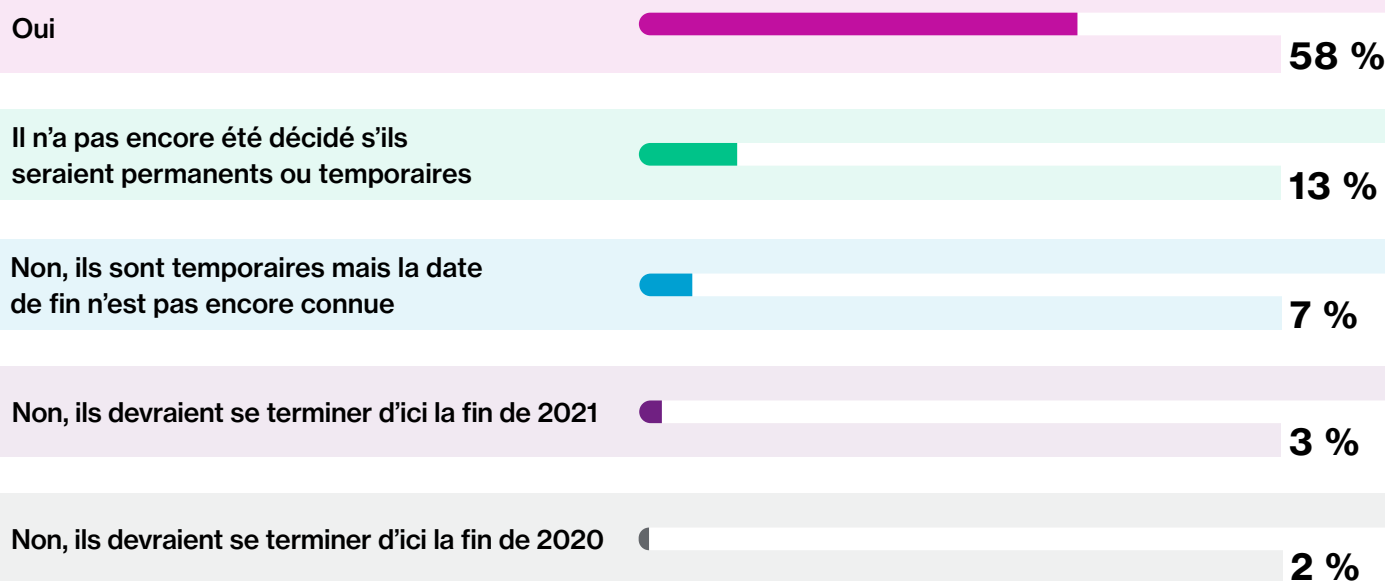 Oui
58 %
Il n'a pas encore été décidé s'ils
seraient permanents ou temporaires
13 %
Non, ils sont temporaires mais la date
de fin n’est pas encore connue
7 %
Non, ils devraient se terminer d’ici la fin de 2021
3 %
Non, ils devraient se terminer d’ici la fin de 2020
2 %